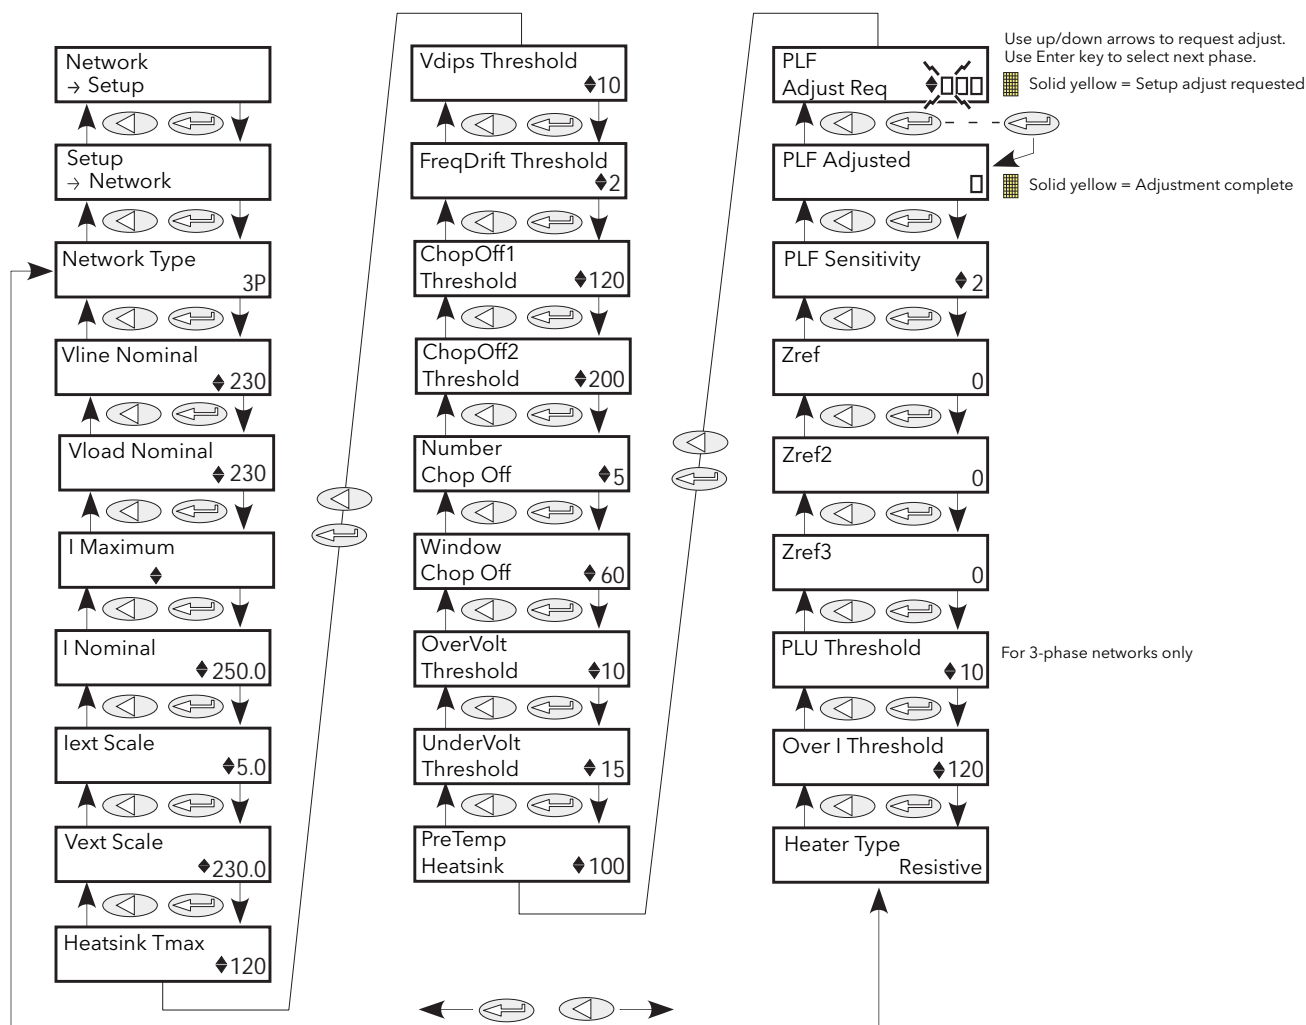 Network
→ Setup
Setup
→ Network
Network Type
3P
Vline Nominal
230
Vload Nominal
230
I Maximum
I Nominal
250.0
Iext Scale
5.0
Vext Scale
230.0
Heatsink Tmax
120
Vdips Threshold
10
FreqDrift Threshold
2
ChopOff1
Threshold 120
ChopOff2
Threshold 200
Number
Chop Off 5
Window
Chop Off 60
OverVolt
Threshold 10
UnderVolt
Threshold 15
PreTemp
Heatsink 100
PLF
Adjust Req
Use up/down arrows to request adjust.
Use Enter key to select next phase.
Solid yellow = Setup adjust requested
PLF Adjusted
Solid yellow = Adjustment complete
PLF Sensitivity
2
Zref
0
Zref2
0
Zref3
0
PLU Threshold
10
For 3-phase networks only
Over I Threshold
120
Heater Type
Resistive